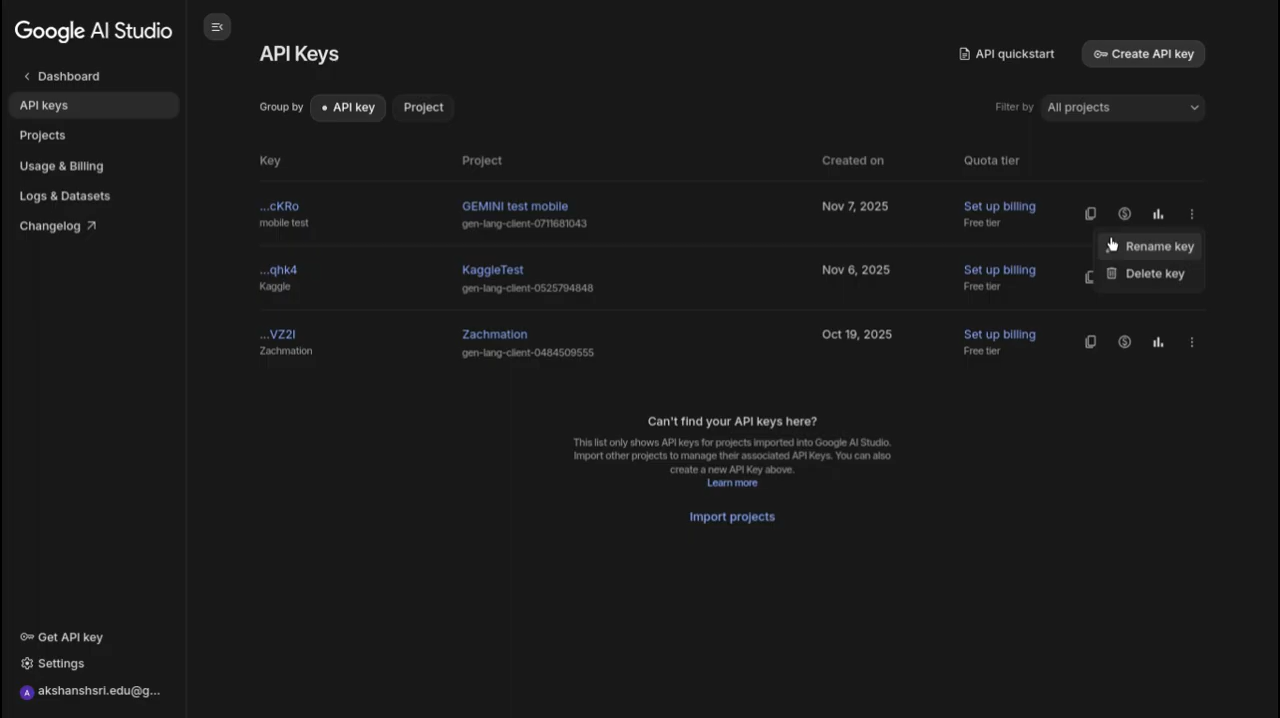 Google AI Studio
Dashboard
API keys
Projects
Usage & Billing
Logs & Datasets
Changelog
Get API key
Settings
A akshanshsri.edu@g...
API Keys
API quickstart
Create API key
Group by API key Project
Filter by All projects
Key Project Created on Quota tier
...cKRo GEMINI test mobile Nov 7, 2025 Set up billing
mobile test gen-lang-client-0711681043 Free tier
Rename key
Delete key
...qhk4 KaggleTest Nov 6, 2025 Set up billing
Kaggle gen-lang-client-0525794848 Free tier
...VZ2I Zachmation Oct 19, 2025 Set up billing
Zachmation gen-lang-client-0484509555 Free tier
Can't find your API keys here?
This list only shows API keys for projects imported into Google AI Studio.
Import other projects to manage their associated API Keys. You can also
create a new API Key above.
Learn more
Import projects